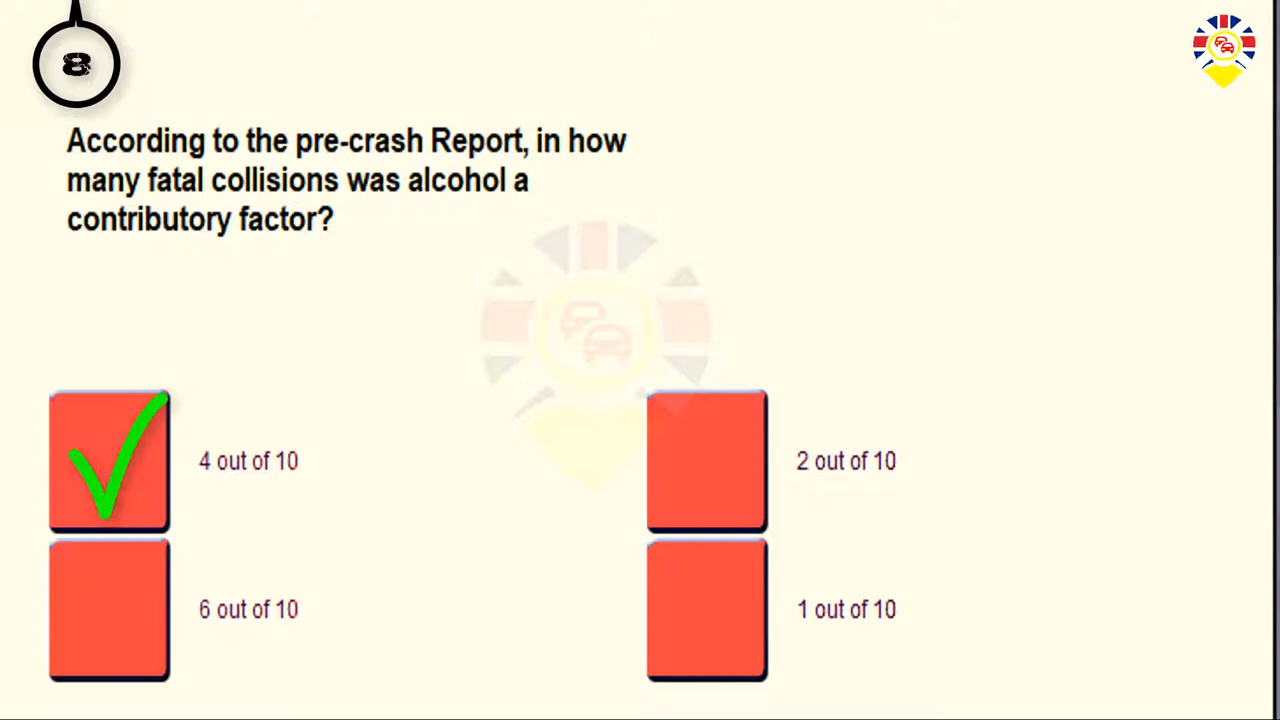 8
According to the pre-crash Report, in how
many fatal collisions was alcohol a
contributory factor?
4 out of 10
2 out of 10
6 out of 10
1 out of 10